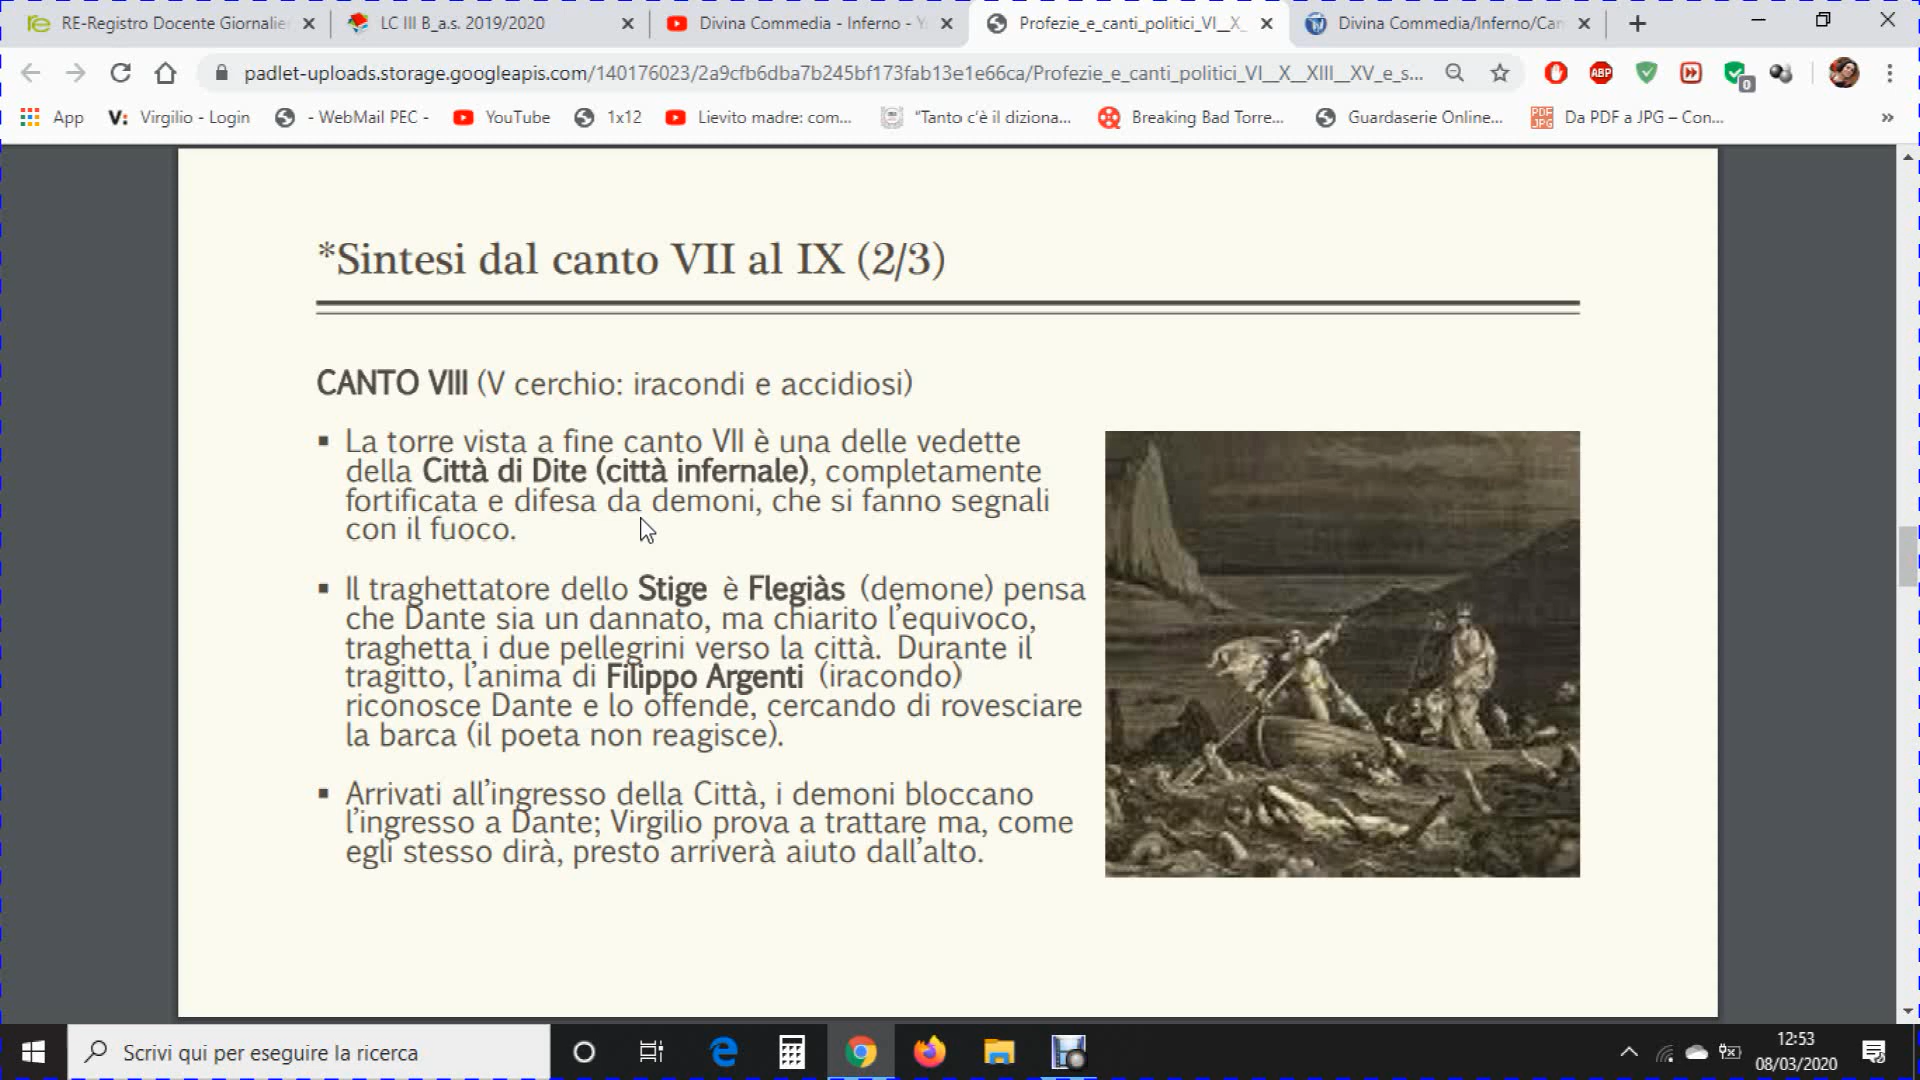 RE-Registro Docente Giornalie
LC III B_a.s. 2019/2020
Divina Commedia - Inferno - Y
Profezie_e_canti_politici_VI__X_
Divina Commedia/Inferno/Can
padlet-uploads.storage.googleapis.com/140176023/2a9cfb6dba7b245bf173fab13e1e66ca/Profezie_e_canti_politici_VI__X__XIII__XV_e_s...
ABP
0
App
V: Virgilio - Login
- WebMail PEC -
YouTube
1x12
Lievito madre: com...
“Tanto c'è il diziona...
Breaking Bad Torre...
Guardaserie Online...
PDF JPG
Da PDF a JPG – Con...
»
*Sintesi dal canto VII al IX (2/3)
CANTO VIII (V cerchio: iracondi e accidiosi)
▪ La torre vista a fine canto VII è una delle vedette
della Città di Dite (città infernale), completamente
fortificata e difesa da demoni, che si fanno segnali
con il fuoco.
▪ Il traghettatore dello Stige è Flegiàs (demone) pensa
che Dante sia un dannato, ma chiarito l’equivoco,
traghetta i due pellegrini verso la città. Durante il
tragitto, l’anima di Filippo Argenti (iracondo)
riconosce Dante e lo offende, cercando di rovesciare
la barca (il poeta non reagisce).
▪ Arrivati all’ingresso della Città, i demoni bloccano
l’ingresso a Dante; Virgilio prova a trattare ma, come
egli stesso dirà, presto arriverà aiuto dall’alto.
Scrivi qui per eseguire la ricerca
12:53
08/03/2020